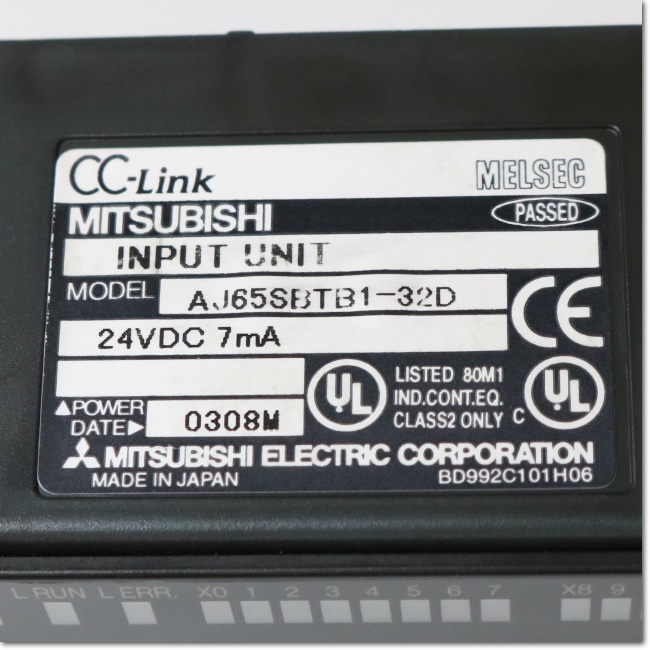 CC-Link MELSEC
MITSUBISHI PASSED
INPUT UNIT
MODEL AJ65SBTB1-32D
24VDC 7mA
CE
UL LISTED 80M1 C UL
IND.CONT.EQ.
CLASS2 ONLY
▲POWER
DATE▶ 0308M
MITSUBISHI ELECTRIC CORPORATION
MADE IN JAPAN BD992C101H06
L RUN L ERR. X0 1 2 3 4 5 6 7 X8 9